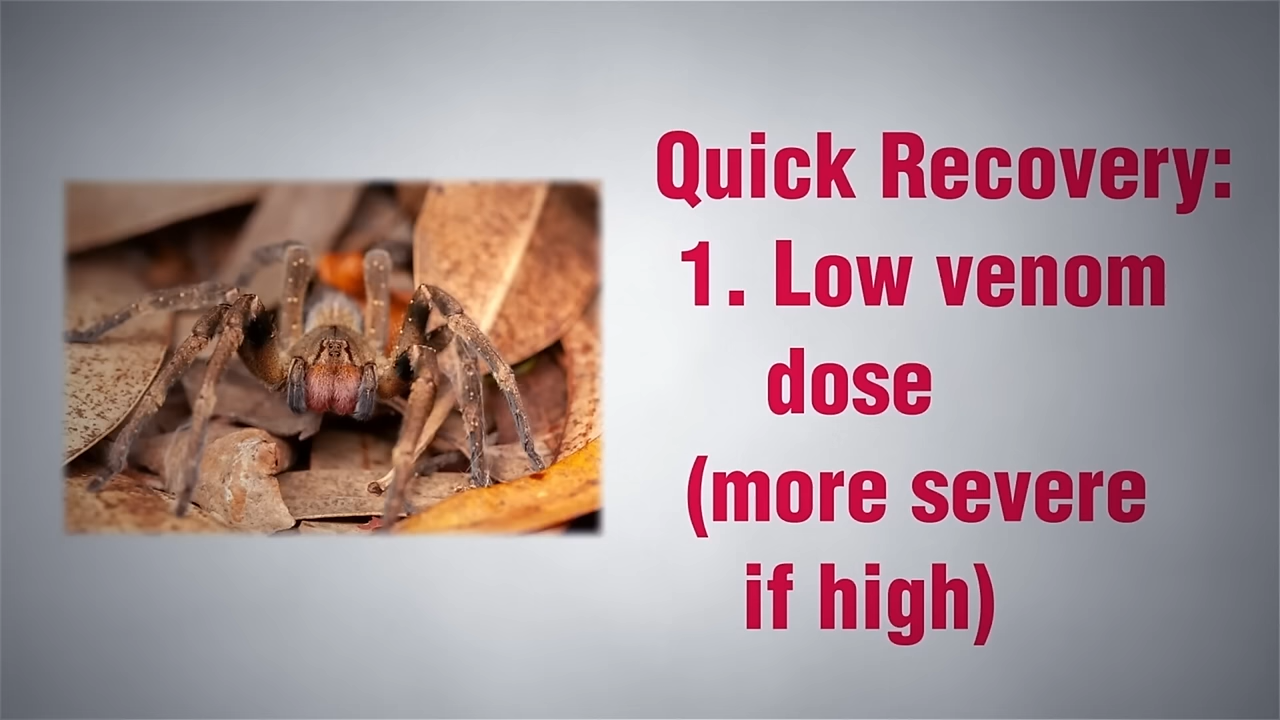 Quick Recovery:
1. Low venom
dose
(more severe
if high)